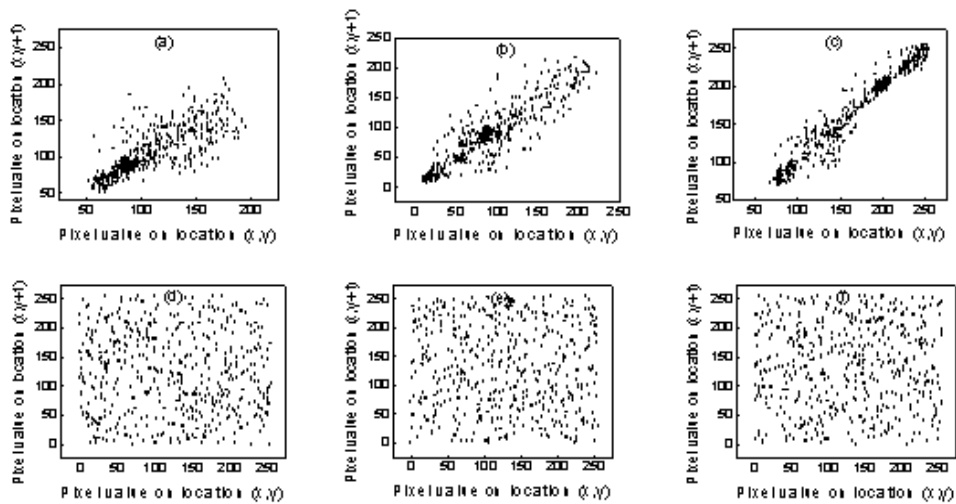 (a)
Pixel value on location (x,y+1)
250
200
150
100
50
50 100 150 200
Pixel value on location (x,y)
(b)
Pixel value on location (x,y+1)
250
200
150
100
50
0
0 50 100 150 200 250
Pixel value on location (x,y)
(c)
Pixel value on location (x,y+1)
250
200
150
100
50
50 100 150 200 250
Pixel value on location (x,y)
(d)
Pixel value on location (x,y+1)
250
200
150
100
50
0
0 50 100 150 200 250
Pixel value on location (x,y)
(e)
Pixel value on location (x,y+1)
250
200
150
100
50
0
0 50 100 150 200 250
Pixel value on location (x,y)
(f)
Pixel value on location (x,y+1)
250
200
150
100
50
0
0 50 100 150 200 250
Pixel value on location (x,y)